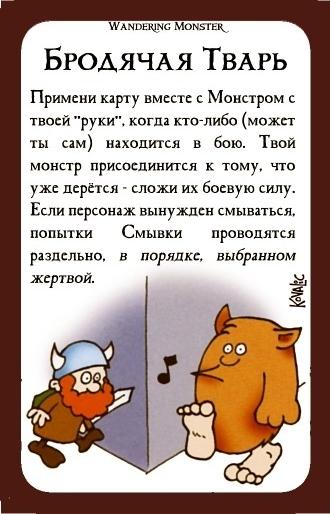 Wandering Monster
Бродячая Тварь
Примени карту вместе с Монстром с
твоей "руки", когда кто-либо (может
ты сам) находится в бою. Твой
монстр присоединится к тому, что
уже дерётся - сложи их боевую силу.
Если персонаж вынужден смываться,
попытки Смывки проводятся
раздельно, в порядке, выбранном
жертвой.
Kovalic